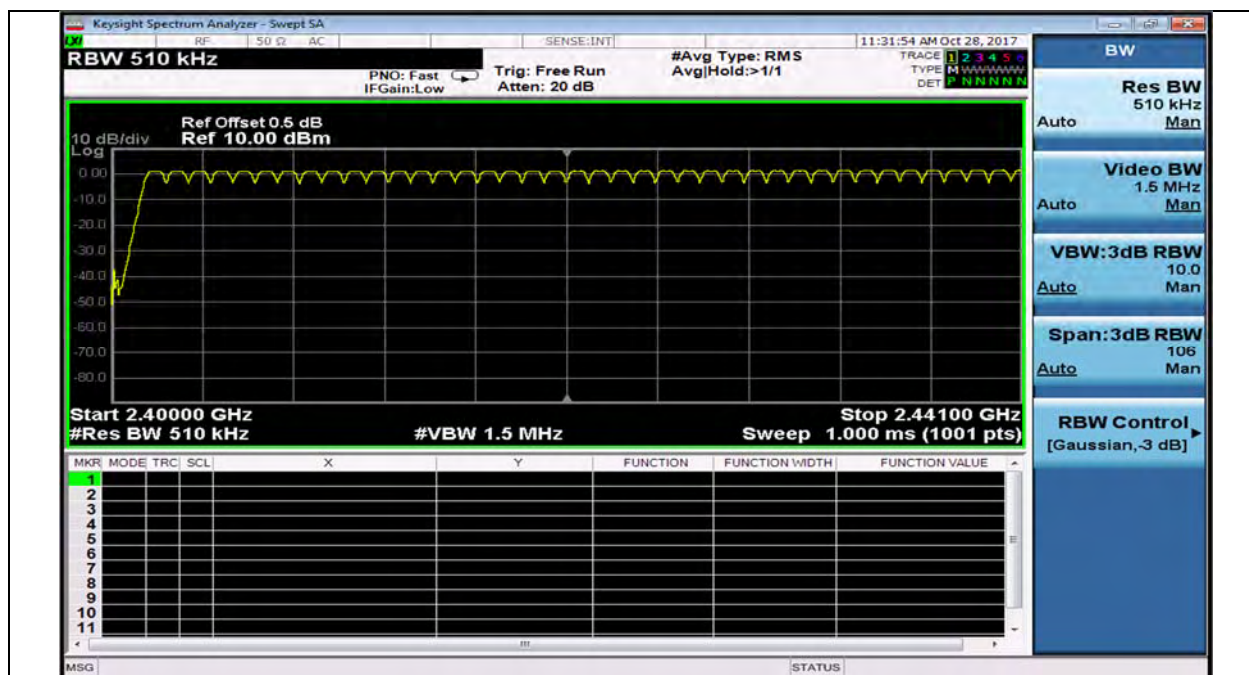 Keysight Spectrum Analyzer - Swept SA
LXI RF 50 Ω AC SENSE:INT 11:31:54 AM Oct 28, 2017
RBW 510 kHz
PNO: Fast
IFGain:Low
Trig: Free Run
Atten: 20 dB
#Avg Type: RMS
Avg|Hold:>1/1
TRACE 1 2 3 4 5 6
TYPE M WWWWW
DET P N N N N N
Ref Offset 0.5 dB
10 dB/div Ref 10.00 dBm
Log
0.00
-10.0
-20.0
-30.0
-40.0
-50.0
-60.0
-70.0
-80.0
Start 2.40000 GHz Stop 2.44100 GHz
#Res BW 510 kHz #VBW 1.5 MHz Sweep 1.000 ms (1001 pts)
MKR MODE TRC SCL X Y FUNCTION FUNCTION WIDTH FUNCTION VALUE
1
2
3
4
5
6
7
8
9
10
11
MSG STATUS
BW
Res BW
510 kHz
Auto Man
Video BW
1.5 MHz
Auto Man
VBW:3dB RBW
10.0
Auto Man
Span:3dB RBW
106
Auto Man
RBW Control
[Gaussian,-3 dB]